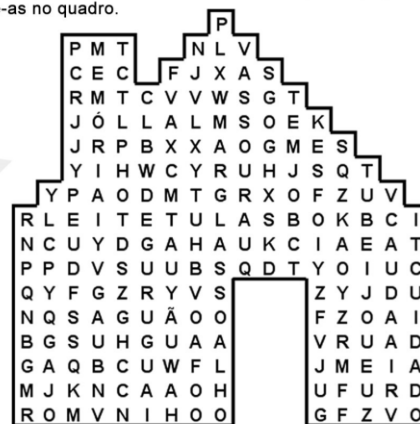 -as no quadro.
P
P M T N L V
C E C F J X A S
R M T C V V W S G T
J Ó L L A L M S O E K
J R P B X X A O G M E S
Y I H W C Y R U H J S Q T
Y P A O D M T G R X O F Z U V
R L E I T E T U L A S B O K B C I
N C U Y D G A H A U K C I A E A T
P P D V S U U B S Q D T Y O I U C
Q Y F G Z R Y V S Z Y J D U
N Q S A G U Ã O O F Z O A I
B G S U H G U A A V R U A D
G A Q B C U W F L J M E I A
M J K N C A A O H U F U R D
R O M V N I H O O G F Z V O